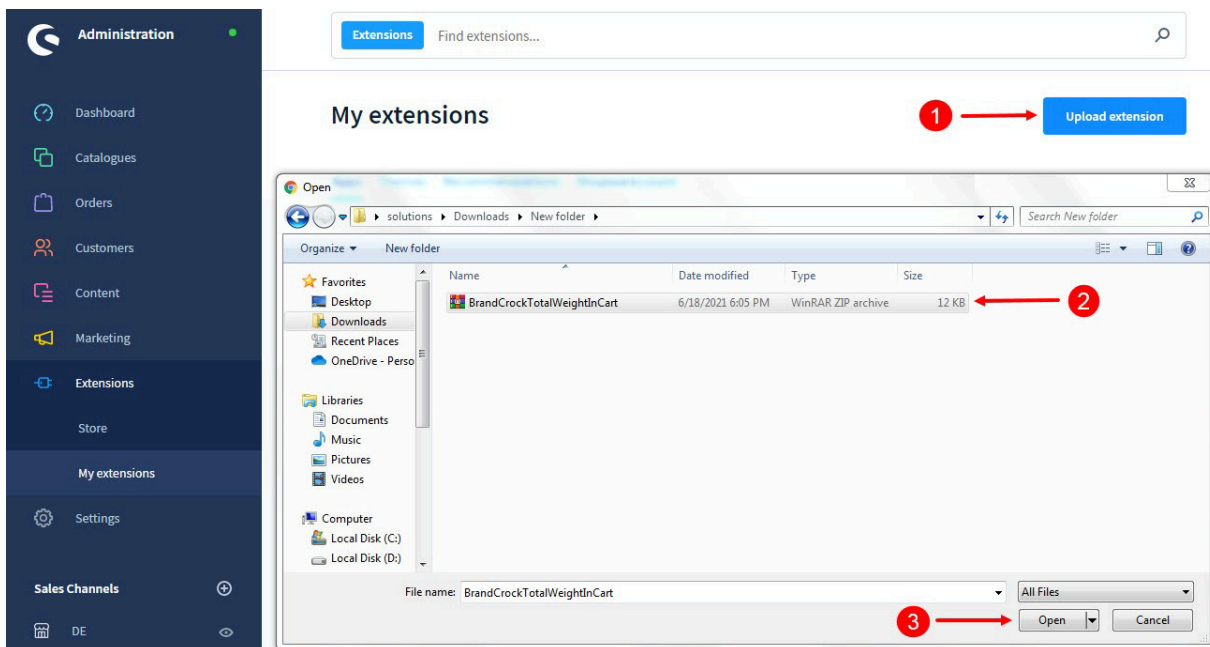 Administration
Dashboard
Catalogues
Orders
Customers
Content
Marketing
Extensions
Store
My extensions
Settings
Sales Channels
DE
Extensions Find extensions...
My extensions
1
Upload extension
Open
solutions Downloads New folder
Search New folder
Organize New folder
Favorites
Desktop
Downloads
Recent Places
OneDrive - Perso
Libraries
Documents
Music
Pictures
Videos
Computer
Local Disk (C:)
Local Disk (D:)
Name Date modified Type Size
BrandCrockTotalWeightInCart 6/18/2021 6:05 PM WinRAR ZIP archive 12 KB
2
File name: BrandCrockTotalWeightInCart All Files
3
Open Cancel